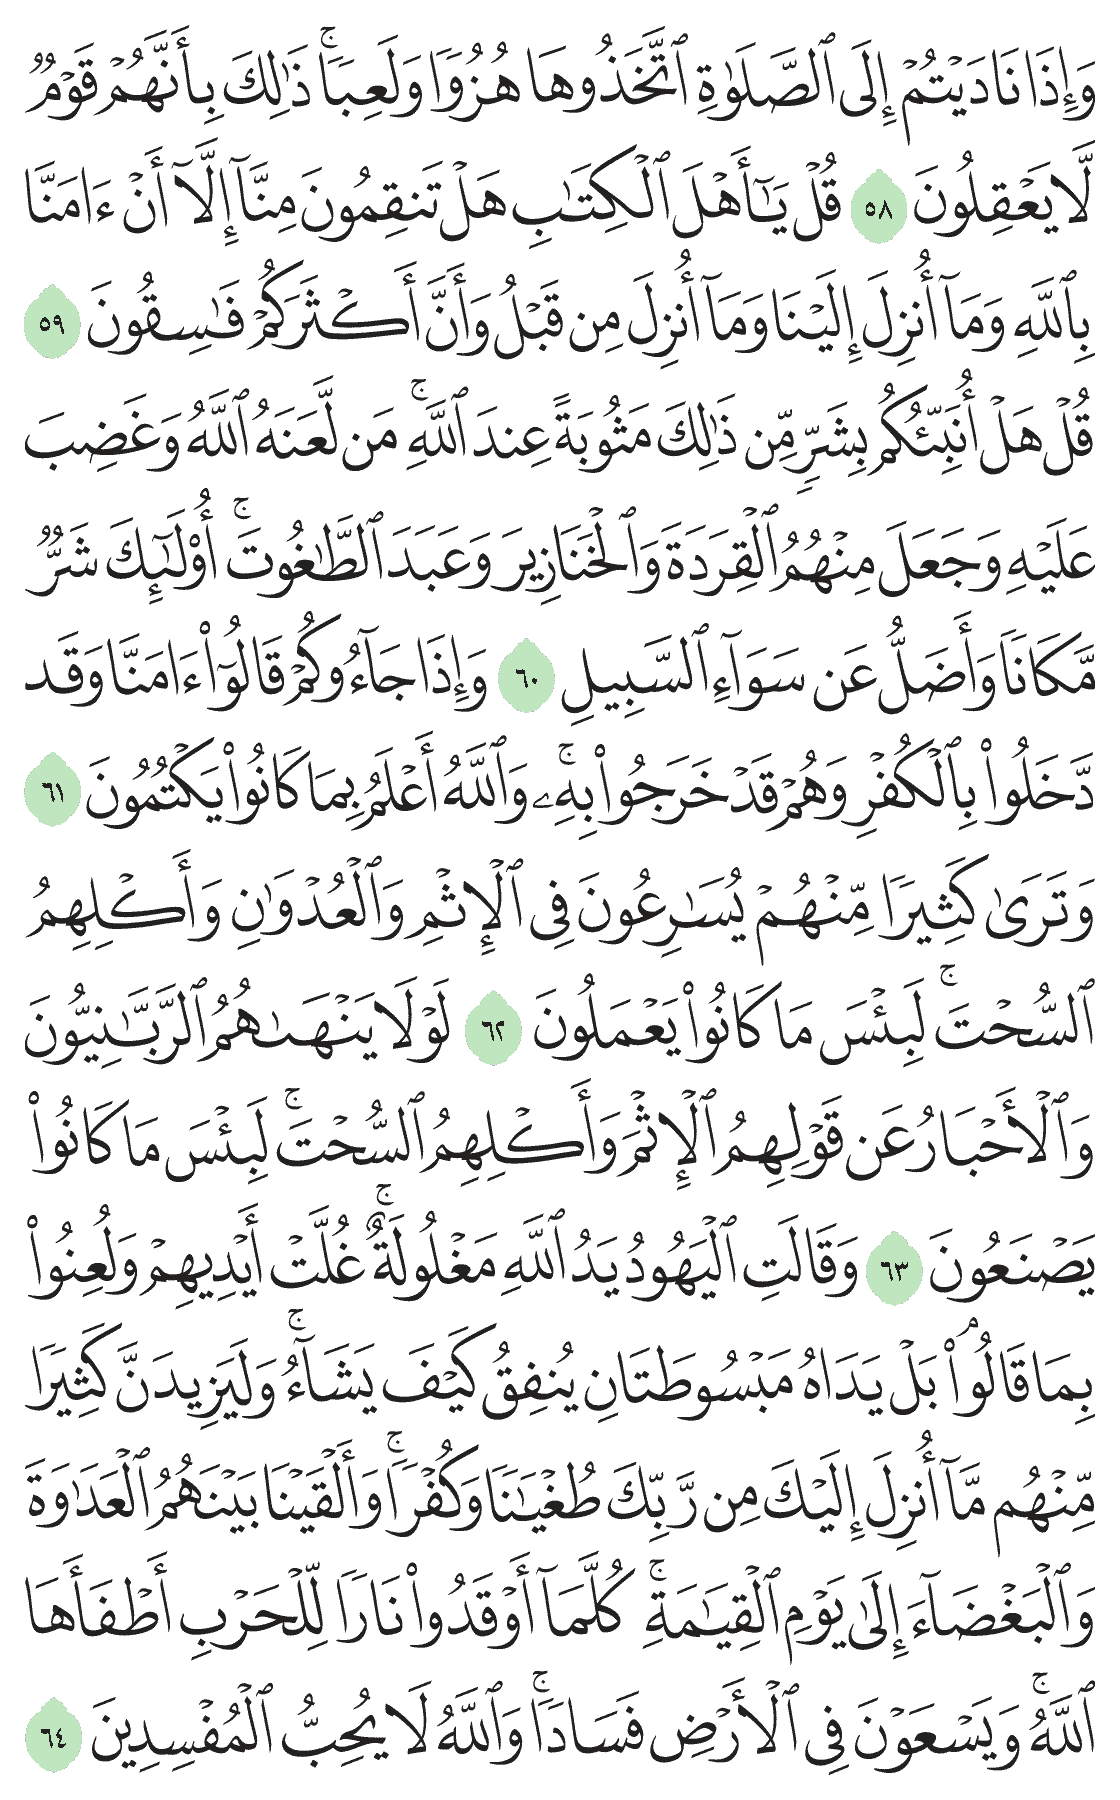 وَإِذَا نَادَيۡتُمۡ إِلَى ٱلصَّلَوٰةِ ٱتَّخَذُوهَا هُزُوٗا وَلَعِبٗاۚ ذَٰلِكَ بِأَنَّهُمۡ قَوۡمٞ
لَّا يَعۡقِلُونَ ٥٨ قُلۡ يَـٰٓأَهۡلَ ٱلۡكِتَٰبِ هَلۡ تَنقِمُونَ مِنَّآ إِلَّآ أَنۡ ءَامَنَّا
بِٱللَّهِ وَمَآ أُنزِلَ إِلَيۡنَا وَمَآ أُنزِلَ مِن قَبۡلُ وَأَنَّ أَكۡثَرَكُمۡ فَٰسِقُونَ ٥٩
قُلۡ هَلۡ أُنَبِّئُكُم بِشَرّٖ مِّن ذَٰلِكَ مَثُوبَةً عِندَ ٱللَّهِۚ مَن لَّعَنَهُ ٱللَّهُ وَغَضِبَ
عَلَيۡهِ وَجَعَلَ مِنۡهُمُ ٱلۡقِرَدَةَ وَٱلۡخَنَازِيرَ وَعَبَدَ ٱلطَّٰغُوتَۚ أُوْلَـٰٓئِكَ شَرّٞ
مَّكَانٗا وَأَضَلُّ عَن سَوَآءِ ٱلسَّبِيلِ ٦٠ وَإِذَا جَآءُوكُمۡ قَالُوٓاْ ءَامَنَّا وَقَد
دَّخَلُواْ بِٱلۡكُفۡرِ وَهُمۡ قَدۡ خَرَجُواْ بِهِۦۚ وَٱللَّهُ أَعۡلَمُ بِمَا كَانُواْ يَكۡتُمُونَ ٦١
وَتَرَىٰ كَثِيرٗا مِّنۡهُمۡ يُسَٰرِعُونَ فِي ٱلۡإِثۡمِ وَٱلۡعُدۡوَٰنِ وَأَكۡلِهِمُ
ٱلسُّحۡتَۚ لَبِئۡسَ مَا كَانُواْ يَعۡمَلُونَ ٦٢ لَوۡلَا يَنۡهَىٰهُمُ ٱلرَّبَّـٰنِيُّونَ
وَٱلۡأَحۡبَارُ عَن قَوۡلِهِمُ ٱلۡإِثۡمَ وَأَكۡلِهِمُ ٱلسُّحۡتَۚ لَبِئۡسَ مَا كَانُواْ
يَصۡنَعُونَ ٦٣ وَقَالَتِ ٱلۡيَهُودُ يَدُ ٱللَّهِ مَغۡلُولَةٌۚ غُلَّتۡ أَيۡدِيهِمۡ وَلُعِنُواْ
بِمَا قَالُواْۘ بَلۡ يَدَاهُ مَبۡسُوطَتَانِ يُنفِقُ كَيۡفَ يَشَآءُۚ وَلَيَزِيدَنَّ كَثِيرٗا
مِّنۡهُم مَّآ أُنزِلَ إِلَيۡكَ مِن رَّبِّكَ طُغۡيَٰنٗا وَكُفۡرٗاۚ وَأَلۡقَيۡنَا بَيۡنَهُمُ ٱلۡعَدَٰوَةَ
وَٱلۡبَغۡضَآءَ إِلَىٰ يَوۡمِ ٱلۡقِيَٰمَةِۚ كُلَّمَآ أَوۡقَدُواْ نَارٗا لِّلۡحَرۡبِ أَطۡفَأَهَا
ٱللَّهُۚ وَيَسۡعَوۡنَ فِي ٱلۡأَرۡضِ فَسَادٗاۚ وَٱللَّهُ لَا يُحِبُّ ٱلۡمُفۡسِدِينَ ٦٤